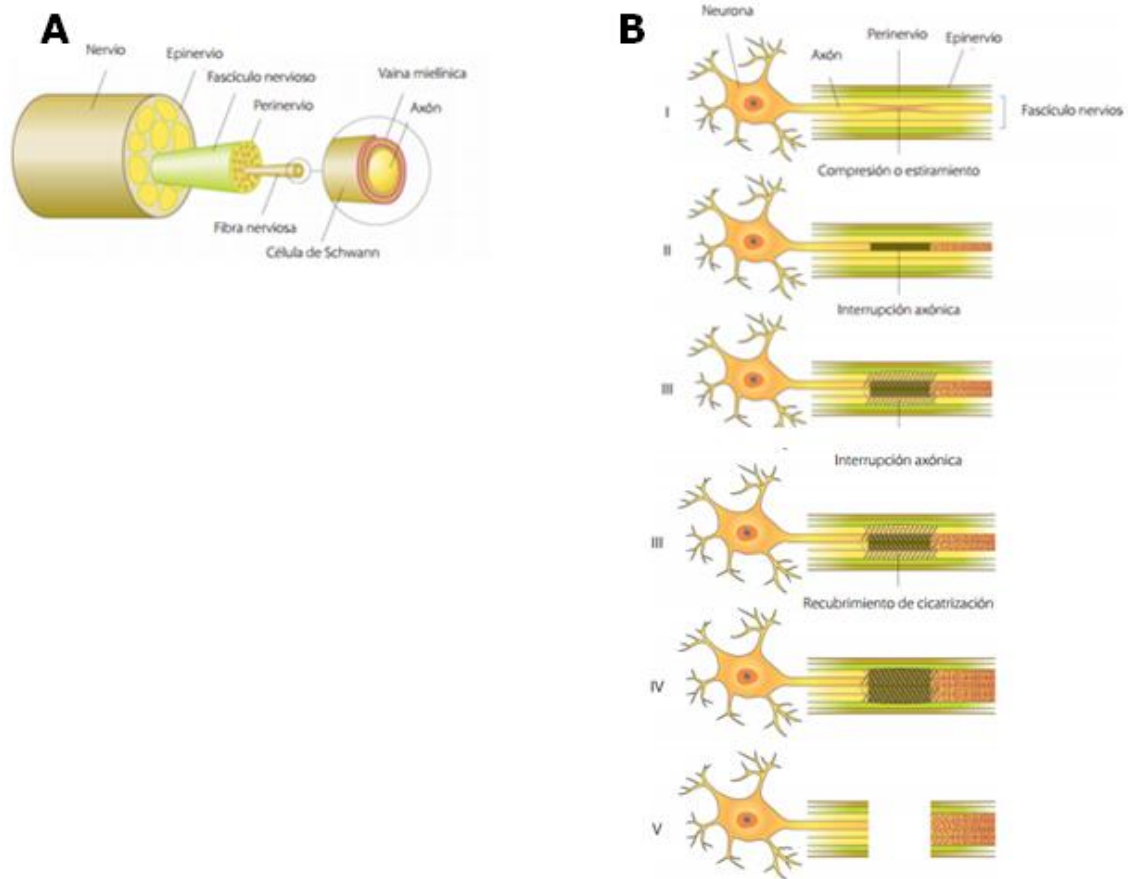 A
Nervio
Epinervio
Fascículo nervioso
Perinervio
Vaina mielínica
Axón
Fibra nerviosa
Célula de Schwann
B
Neurona
Perinervio
Epinervio
Axón
I
Fascículo nervios
Compresión o estiramiento
II
Interrupción axónica
III
Interrupción axónica
III
Recubrimiento de cicatrización
IV
V